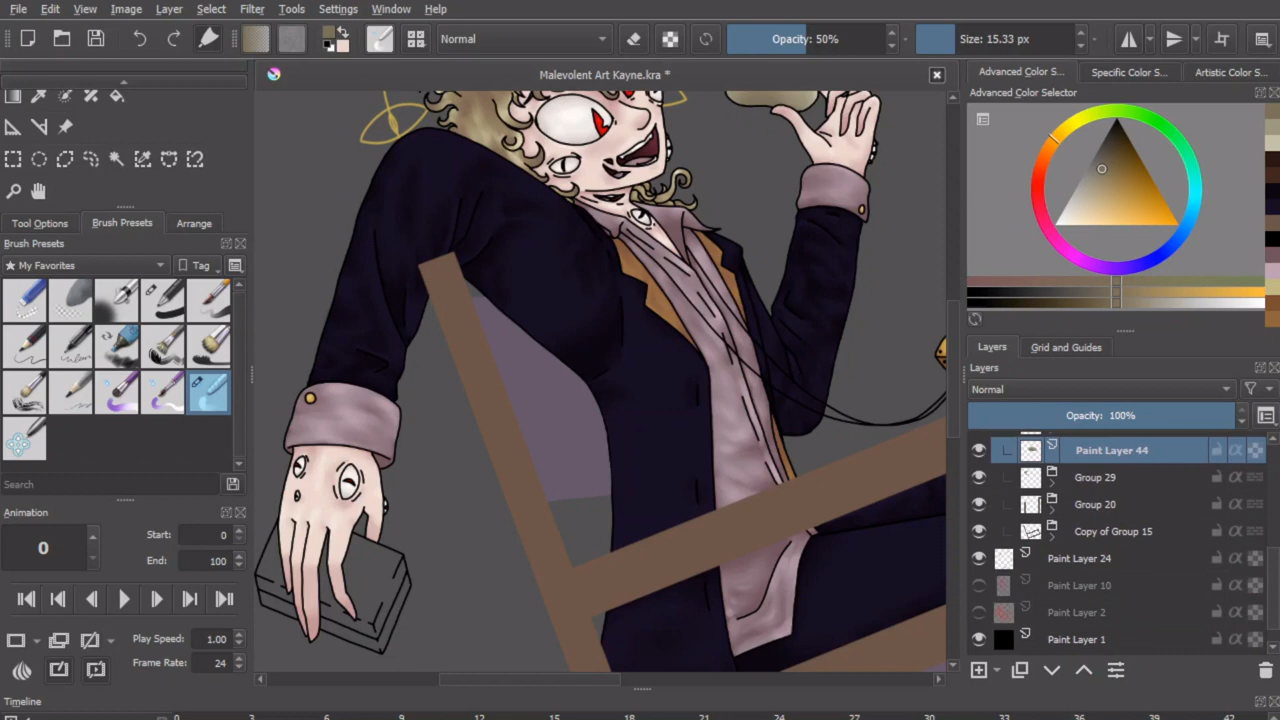 File Edit View Image Layer Select Filter Tools Settings Window Help
Normal Opacity: 50% Size: 15.33 px
Malevolent Art Kayne.kra *
Advanced Color S... Specific Color S... Artistic Color S...
Advanced Color Selector
Tool Options Brush Presets Arrange
Brush Presets
My Favorites Tag
Search
Animation
0 Start: 0
End: 100
Play Speed: 1.00
Frame Rate: 24
Timeline
0 3 6 9 12 15 18 21 24 27 30 33 36 39 42
Layers Grid and Guides
Layers
Normal
Opacity: 100%
Paint Layer 44
Group 29
Group 20
Copy of Group 15
Paint Layer 24
Paint Layer 10
Paint Layer 2
Paint Layer 1